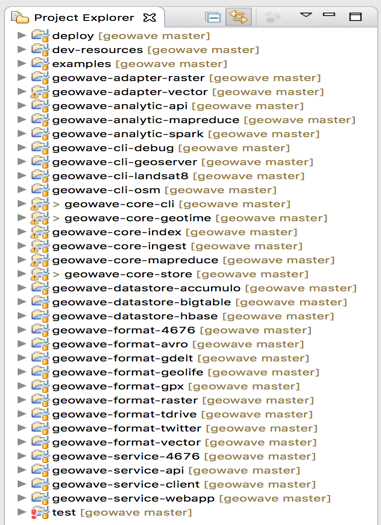 Project Explorer
deploy [geowave master]
dev-resources [geowave master]
examples [geowave master]
geowave-adapter-raster [geowave master]
geowave-adapter-vector [geowave master]
geowave-analytic-api [geowave master]
geowave-analytic-mapreduce [geowave master]
geowave-analytic-spark [geowave master]
geowave-cli-debug [geowave master]
geowave-cli-geoserver [geowave master]
geowave-cli-landsat8 [geowave master]
geowave-cli-osm [geowave master]
> geowave-core-cli [geowave master]
> geowave-core-geotime [geowave master]
geowave-core-index [geowave master]
geowave-core-ingest [geowave master]
geowave-core-mapreduce [geowave master]
> geowave-core-store [geowave master]
geowave-datastore-accumulo [geowave master]
geowave-datastore-bigtable [geowave master]
geowave-datastore-hbase [geowave master]
geowave-format-4676 [geowave master]
geowave-format-avro [geowave master]
geowave-format-gdelt [geowave master]
geowave-format-geolife [geowave master]
geowave-format-gpx [geowave master]
geowave-format-raster [geowave master]
geowave-format-tdrive [geowave master]
geowave-format-twitter [geowave master]
geowave-format-vector [geowave master]
geowave-service-4676 [geowave master]
geowave-service-api [geowave master]
geowave-service-client [geowave master]
geowave-service-webapp [geowave master]
test [geowave master]